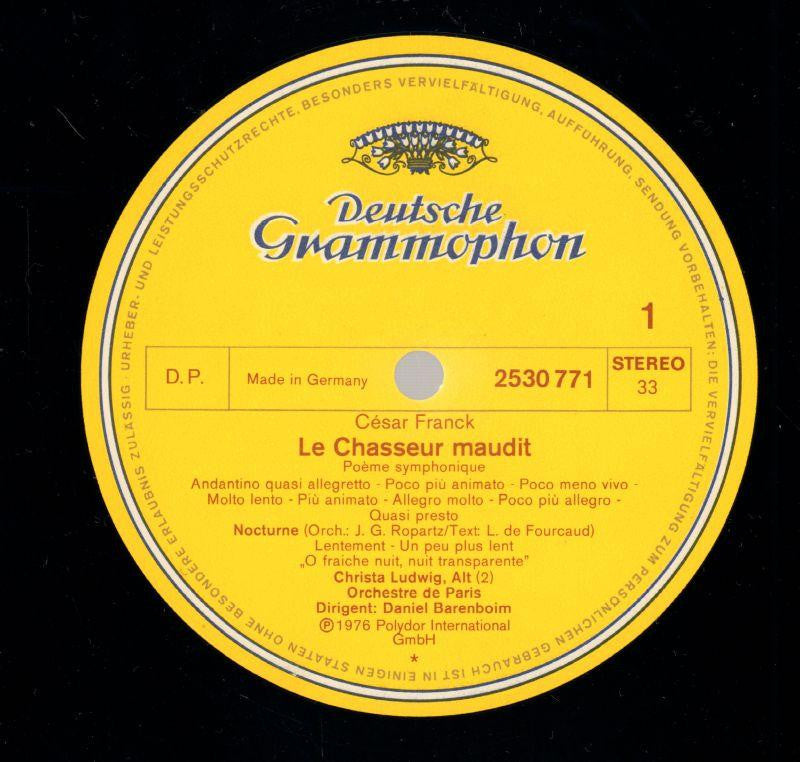 Deutsche
Grammophon
1
D.P.
Made in Germany
2530 771
STEREO
33
César Franck
Le Chasseur maudit
Poème symphonique
Andantino quasi allegretto - Poco più animato - Poco meno vivo -
Molto lento - Più animato - Allegro molto - Poco più allegro -
Quasi presto
Nocturne (Orch.: J. G. Ropartz/Text: L. de Fourcaud)
Lentement - Un peu plus lent
„O fraiche nuit, nuit transparente”
Christa Ludwig, Alt (2)
Orchestre de Paris
Dirigent: Daniel Barenboim
℗ 1976 Polydor International
GmbH
*
URHEBER- UND LEISTUNGSSCHUTZRECHTE, BESONDERS VERVIELFÄLTIGUNG, AUFFÜHRUNG, SENDUNG VORBEHALTEN; DIE VERVIELFÄLTIGUNG ZUM PERSÖNLICHEN GEBRAUCH IST IN EINIGEN STAATEN OHNE BESONDERE ERLAUBNIS ZULÄSSIG ·